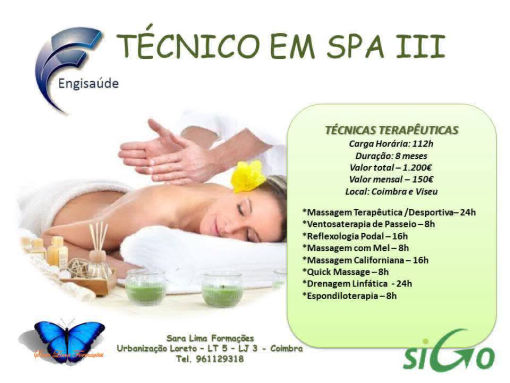 TÉCNICO EM SPA III
Engisaúde
TÉCNICAS TERAPÊUTICAS
Carga Horária: 112h
Duração: 8 meses
Valor total – 1.200€
Valor mensal – 150€
Local: Coimbra e Viseu
*Massagem Terapêutica /Desportiva– 24h
*Ventosaterapia de Passeio – 8h
*Reflexologia Podal – 16h
*Massagem com Mel – 8h
*Massagem Californiana – 16h
*Quick Massage – 8h
*Drenagem Linfática - 24h
*Espondiloterapia – 8h
Sara Lima Formações
Sara Lima Formações
Urbanização Loreto – LT 5 – LJ 3 - Coimbra
Tel. 961129318
siGo